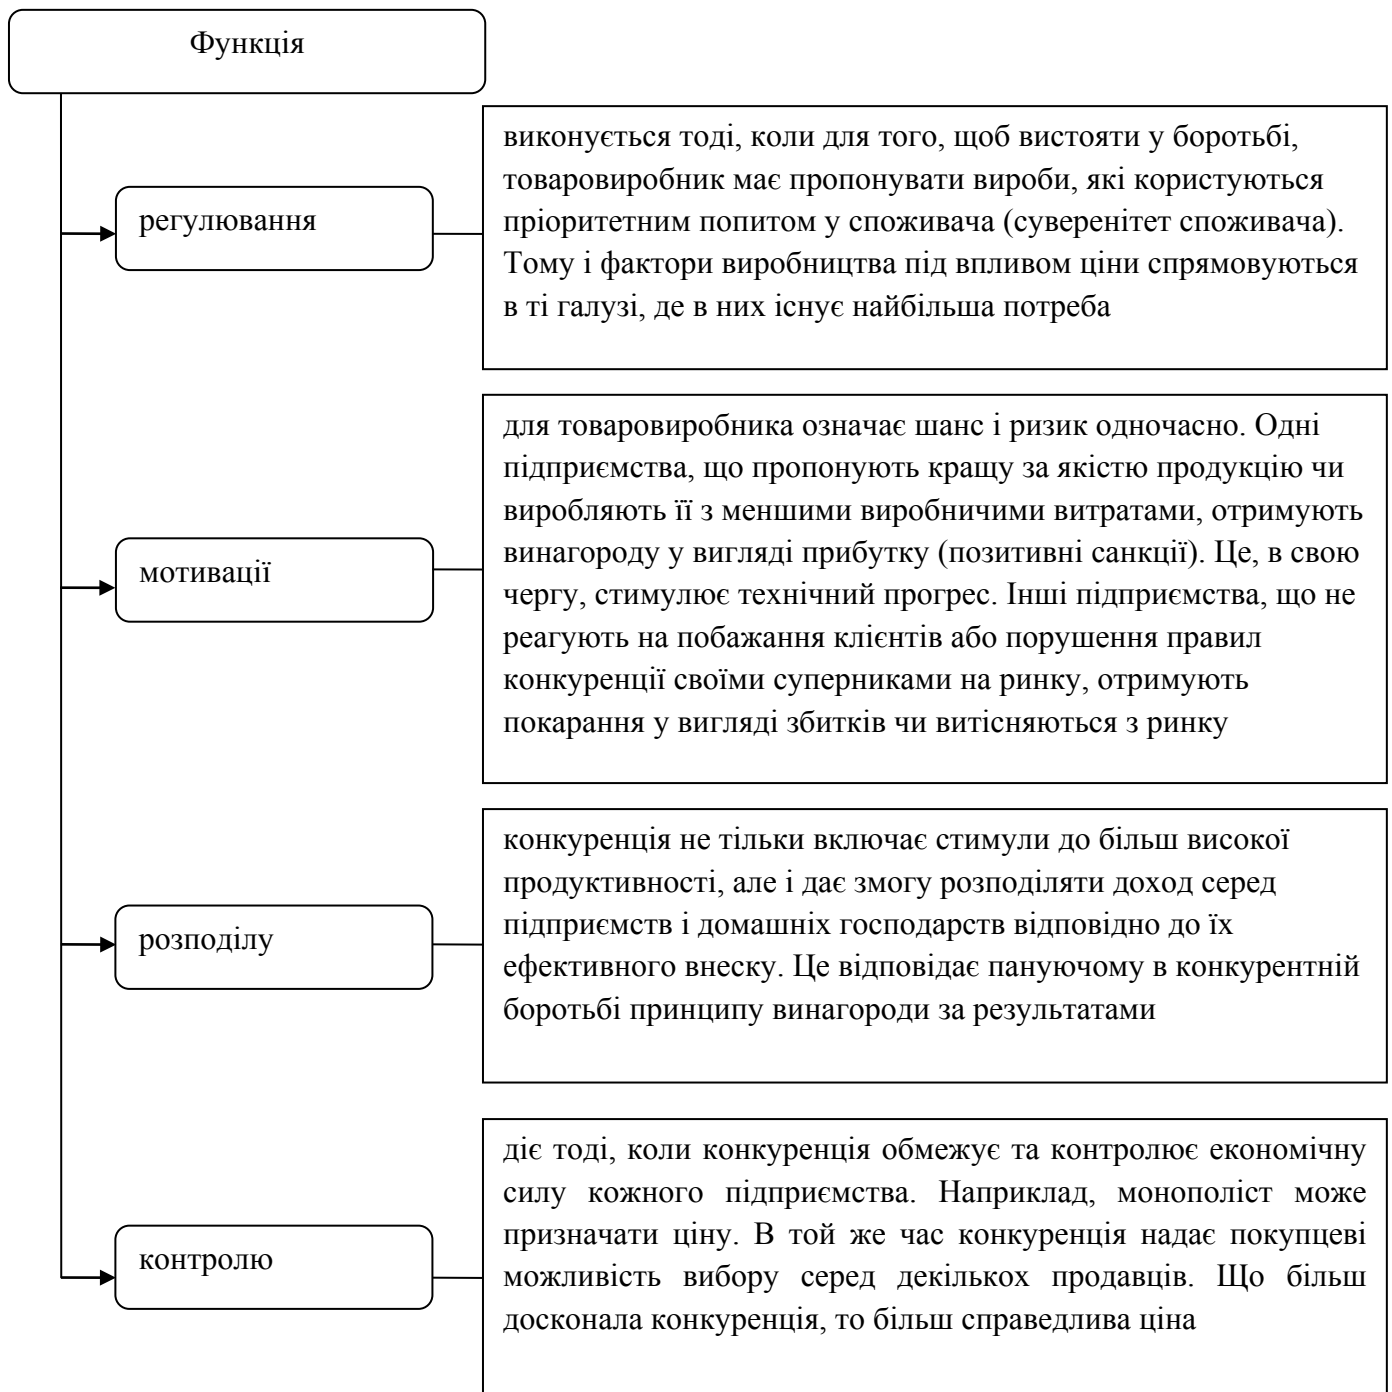 Функція
регулювання
виконується тоді, коли для того, щоб вистояти у боротьбі,
товаровиробник має пропонувати вироби, які користуються
пріоритетним попитом у споживача (суверенітет споживача).
Тому і фактори виробництва під впливом ціни спрямовуються
в ті галузі, де в них існує найбільша потреба
мотивації
для товаровиробника означає шанс і ризик одночасно. Одні
підприємства, що пропонують кращу за якістю продукцію чи
виробляють її з меншими виробничими витратами, отримують
винагороду у вигляді прибутку (позитивні санкції). Це, в свою
чергу, стимулює технічний прогрес. Інші підприємства, що не
реагують на побажання клієнтів або порушення правил
конкуренції своїми суперниками на ринку, отримують
покарання у вигляді збитків чи витісняються з ринку
розподілу
конкуренція не тільки включає стимули до більш високої
продуктивності, але і дає змогу розподіляти доход серед
підприємств і домашніх господарств відповідно до їх
ефективного внеску. Це відповідає пануючому в конкурентній
боротьбі принципу винагороди за результатами
контролю
діє тоді, коли конкуренція обмежує та контролює економічну
силу кожного підприємства. Наприклад, монополіст може
призначати ціну. В той же час конкуренція надає покупцеві
можливість вибору серед декількох продавців. Що більш
досконала конкуренція, то більш справедлива ціна